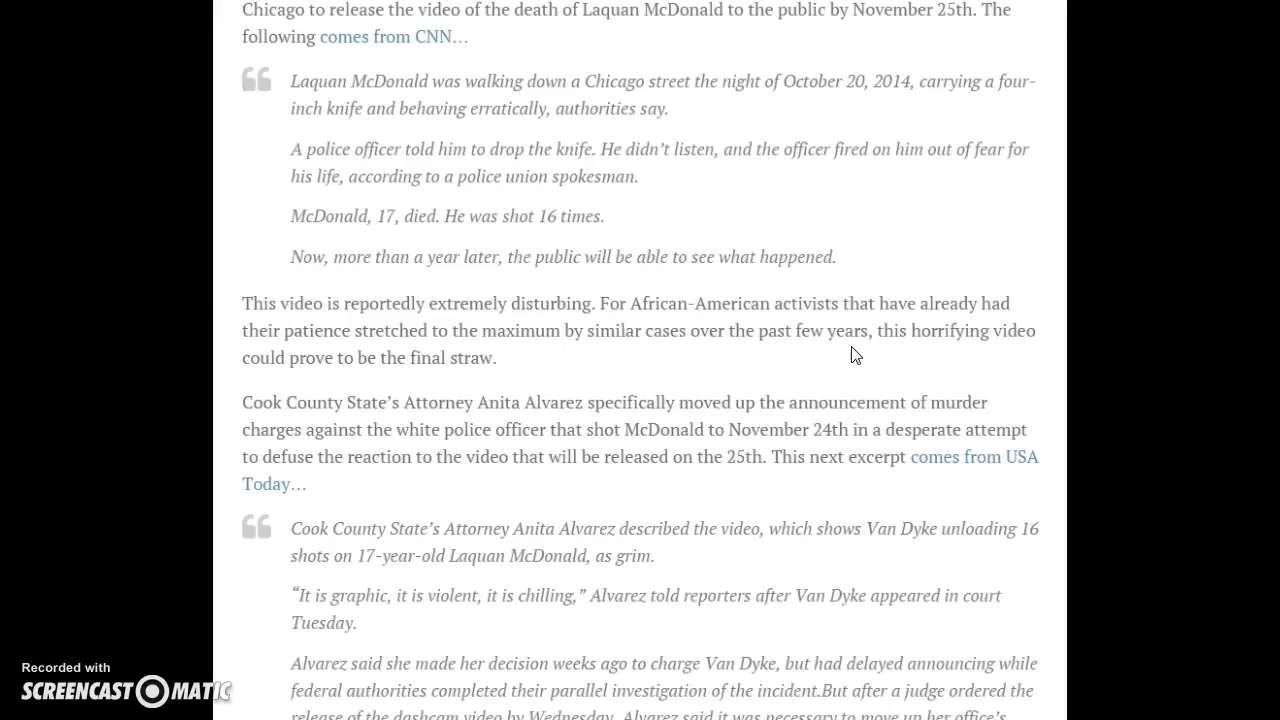 Chicago to release the video of the death of Laquan McDonald to the public by November 25th. The
following comes from CNN…
Laquan McDonald was walking down a Chicago street the night of October 20, 2014, carrying a four-
inch knife and behaving erratically, authorities say.
A police officer told him to drop the knife. He didn’t listen, and the officer fired on him out of fear for
his life, according to a police union spokesman.
McDonald, 17, died. He was shot 16 times.
Now, more than a year later, the public will be able to see what happened.
This video is reportedly extremely disturbing. For African-American activists that have already had
their patience stretched to the maximum by similar cases over the past few years, this horrifying video
could prove to be the final straw.
Cook County State’s Attorney Anita Alvarez specifically moved up the announcement of murder
charges against the white police officer that shot McDonald to November 24th in a desperate attempt
to defuse the reaction to the video that will be released on the 25th. This next excerpt comes from USA
Today…
Cook County State’s Attorney Anita Alvarez described the video, which shows Van Dyke unloading 16
shots on 17-year-old Laquan McDonald, as grim.
“It is graphic, it is violent, it is chilling,” Alvarez told reporters after Van Dyke appeared in court
Tuesday.
Alvarez said she made her decision weeks ago to charge Van Dyke, but had delayed announcing while
federal authorities completed their parallel investigation of the incident.But after a judge ordered the
release of the dashcam video by Wednesday, Alvarez said it was necessary to move up her office’s
Recorded with
SCREENCAST-O-MATIC